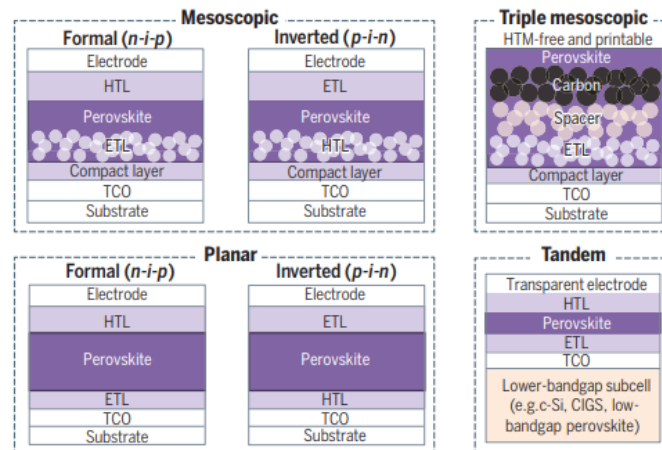 Mesoscopic
Formal (n-i-p)
Electrode
HTL
Perovskite
ETL
Compact layer
TCO
Substrate
Inverted (p-i-n)
Electrode
ETL
Perovskite
HTL
Compact layer
TCO
Substrate
Triple mesoscopic
HTM-free and printable
Perovskite
Carbon
Spacer
ETL
Compact layer
TCO
Substrate
Planar
Formal (n-i-p)
Electrode
HTL
Perovskite
ETL
TCO
Substrate
Inverted (p-i-n)
Electrode
ETL
Perovskite
HTL
TCO
Substrate
Tandem
Transparent electrode
HTL
Perovskite
ETL
TCO
Lower-bandgap subcell
(e.g.c-Si, CIGS, low-
bandgap perovskite)